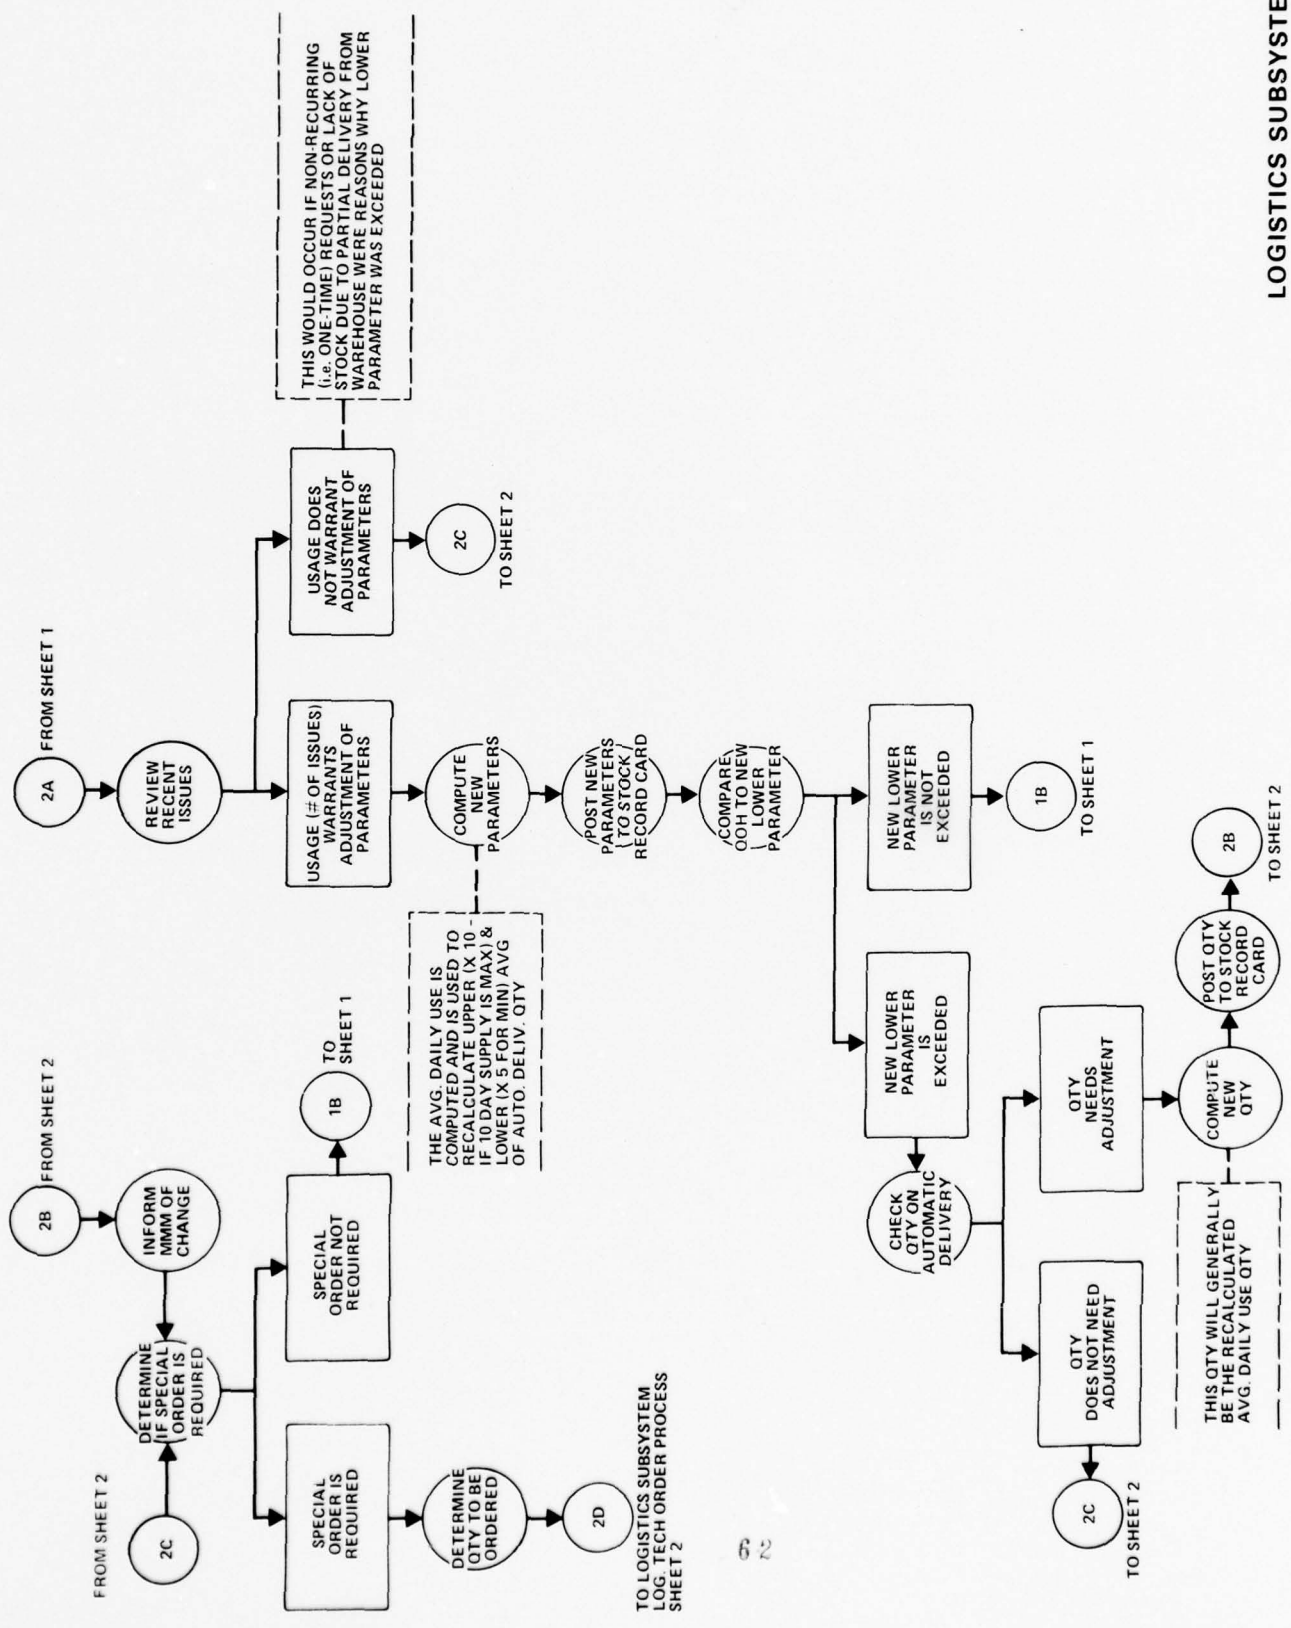 2A
FROM SHEET 1
REVIEW
RECENT
ISSUES
USAGE (# OF ISSUES)
WARRANTS
ADJUSTMENT OF
PARAMETERS
USAGE DOES
NOT WARRANT
ADJUSTMENT OF
PARAMETERS
THIS WOULD OCCUR IF NON-RECURRING
(i.e. ONE-TIME) REQUESTS OR LACK OF
STOCK DUE TO PARTIAL DELIVERY FROM
WAREHOUSE WERE REASONS WHY LOWER
PARAMETER WAS EXCEEDED
2C
TO SHEET 2
COMPUTE
NEW
PARAMETERS
THE AVG. DAILY USE IS
COMPUTED AND IS USED TO
RECALCULATE UPPER (X 10 -
IF 10 DAY SUPPLY IS MAX) &
LOWER (X 5 FOR MIN) AVG
OF AUTO. DELIV. QTY
POST NEW
PARAMETERS
TO STOCK
RECORD CARD
COMPARE
OOH TO NEW
LOWER
PARAMETER
NEW LOWER
PARAMETER
IS NOT
EXCEEDED
1B
TO SHEET 1
NEW LOWER
PARAMETER
IS
EXCEEDED
CHECK
QTY ON
AUTOMATIC
DELIVERY
QTY
NEEDS
ADJUSTMENT
COMPUTE
NEW
QTY
THIS QTY WILL GENERALLY
BE THE RECALCULATED
AVG. DAILY USE QTY
POST QTY
TO STOCK
RECORD
CARD
2B
TO SHEET 2
QTY
DOES NOT NEED
ADJUSTMENT
2C
TO SHEET 2
2B
FROM SHEET 2
INFORM
MMM OF
CHANGE
FROM SHEET 2
2C
DETERMINE
IF SPECIAL
ORDER IS
REQUIRED
SPECIAL
ORDER NOT
REQUIRED
1B
TO
SHEET 1
SPECIAL
ORDER IS
REQUIRED
DETERMINE
QTY TO BE
ORDERED
2D
TO LOGISTICS SUBSYSTEM
LOG. TECH ORDER PROCESS
SHEET 2
LOGISTICS SUBSYSTE
62